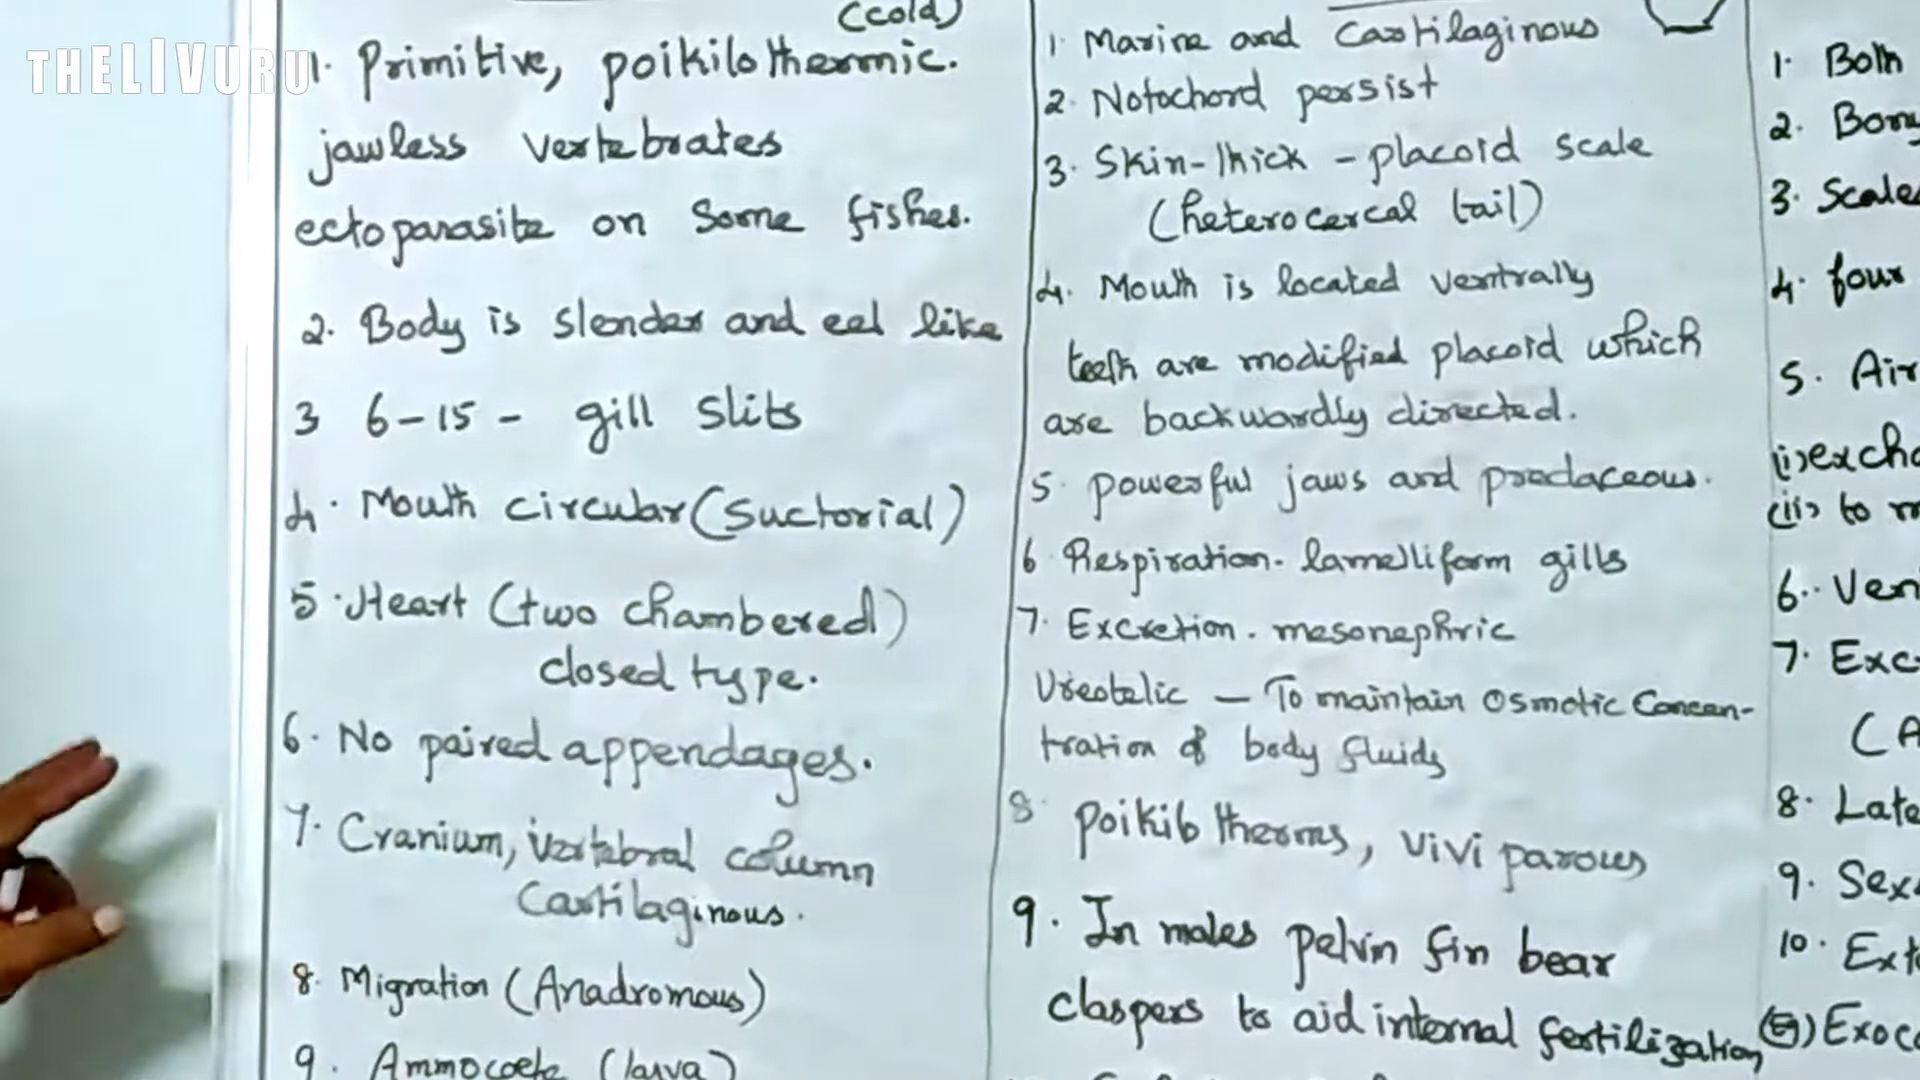 THELIVURU
(cold)
1. Primitive, poikilothermic.
jawless vertebrates
ectoparasite on some fishes.
2. Body is slender and eel like
3 6-15 - gill slits
4. Mouth circular (suctorial)
5. Heart (two chambered)
closed type.
6. No paired appendages.
7. Cranium, vertebral column
Cartilaginous.
8. Migration (Anadromous)
9. Ammocoete (larva)
1. Marine and Cartilaginous
2. Notochord persist
3. Skin-thick - placoid scale
(heterocercal tail)
4. Mouth is located ventrally
teeth are modified placoid which
are backwardly directed.
5. powerful jaws and predaceous.
6 Respiration - lamelliform gills
7. Excretion - mesonephric
Ureotelic - To maintain Osmotic Concen-
tration of body fluids
8. poikilotherms, viviparous
9. In males pelvin fin bear
claspers to aid internal fertilization
1. Both
2. Bony
3. Scales
4. four
5. Air
(i) exch
(ii) to m
6. Ven
7. Exc
(A
8. Late
9. Sex
10. Ext
Exoc